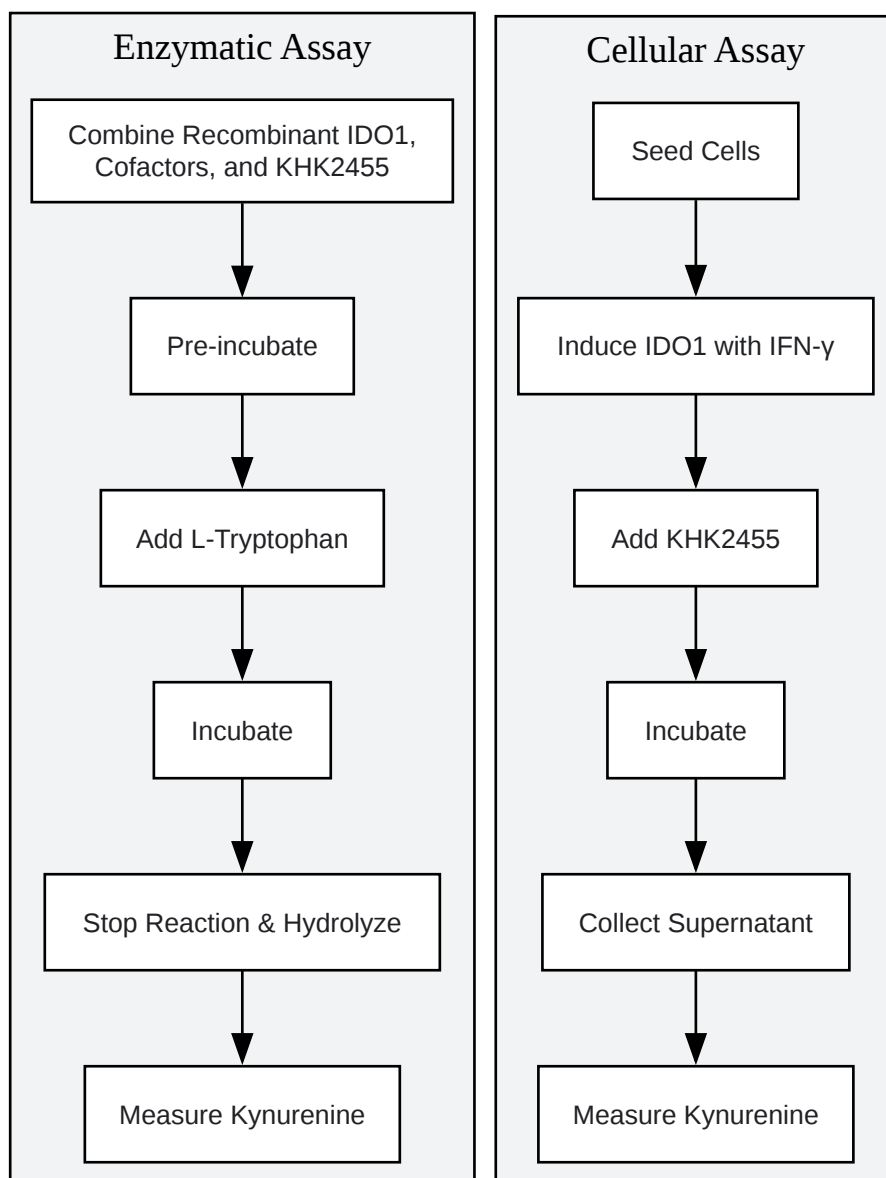 Enzymatic Assay
Combine Recombinant IDO1,
Cofactors, and KHK2455
Pre-incubate
Add L-Tryptophan
Incubate
Stop Reaction & Hydrolyze
Measure Kynurenine
Cellular Assay
Seed Cells
Induce IDO1 with IFN-γ
Add KHK2455
Incubate
Collect Supernatant
Measure Kynurenine